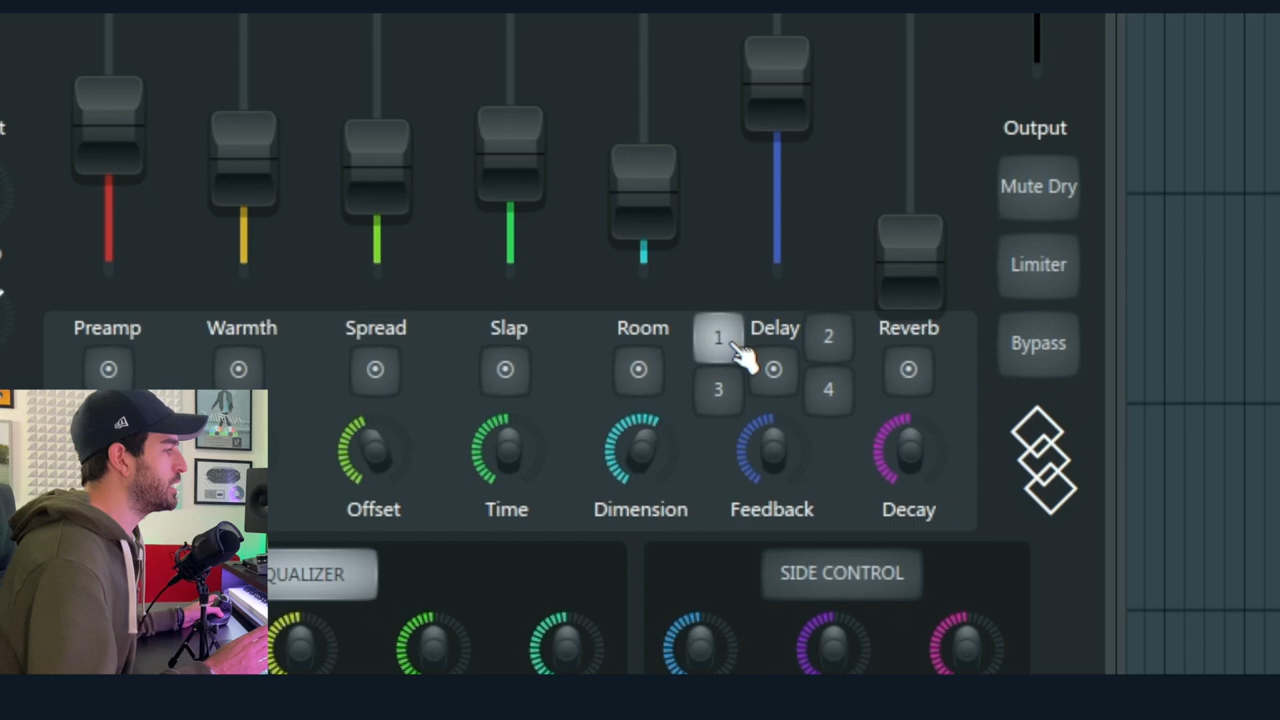 t
Output
Mute Dry
Limiter
Bypass
Preamp
Warmth
Spread
Slap
Room
1
Delay
2
Reverb
3
4
Offset
Time
Dimension
Feedback
Decay
QUALIZER
SIDE CONTROL